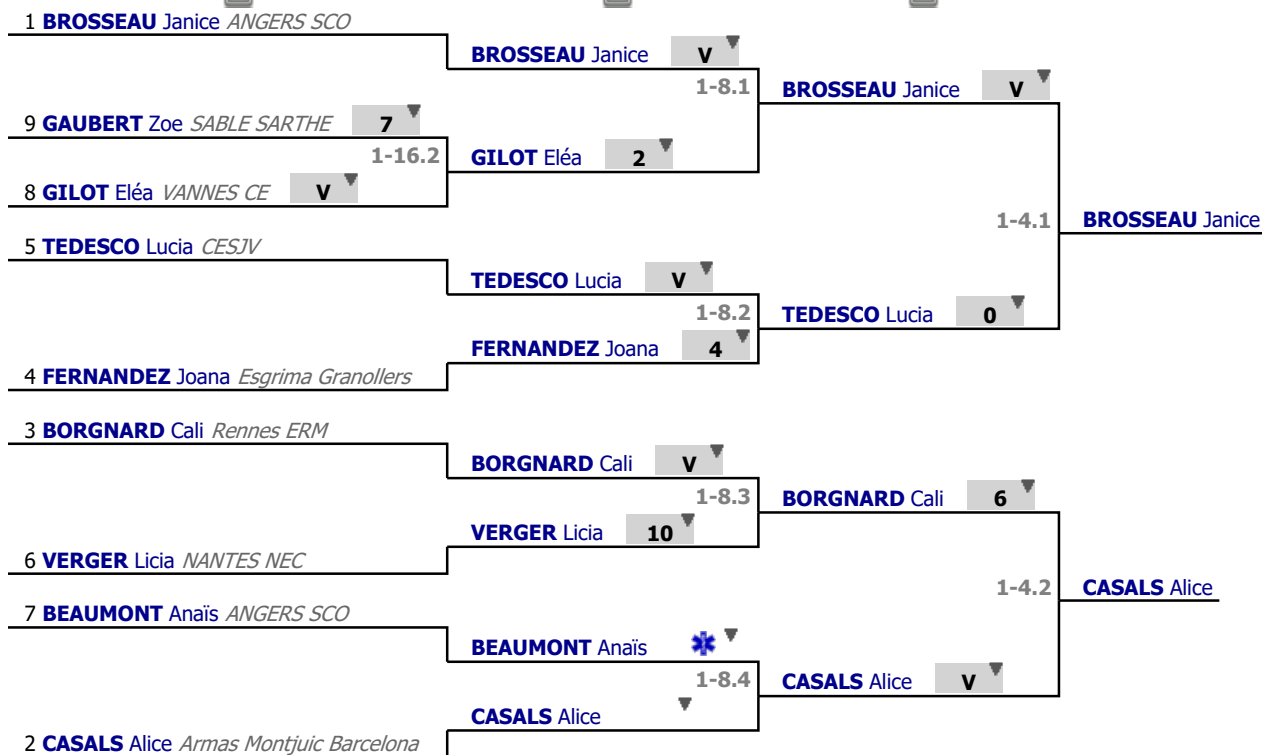 1 BROSSEAU Janice ANGERS SCO
BROSSEAU Janice V
1-8.1
BROSSEAU Janice V
9 GAUBERT Zoe SABLE SARTHE 7
1-16.2
GILOT Eléa 2
8 GILOT Eléa VANNES CE V
1-4.1
BROSSEAU Janice
5 TEDESCO Lucia CESJV
TEDESCO Lucia V
1-8.2
TEDESCO Lucia 0
FERNANDEZ Joana 4
4 FERNANDEZ Joana Esgrima Granollers
3 BORGNARD Cali Rennes ERM
BORGNARD Cali V
1-8.3
BORGNARD Cali 6
VERGER Licia 10
6 VERGER Licia NANTES NEC
1-4.2
CASALS Alice
7 BEAUMONT Anaïs ANGERS SCO
BEAUMONT Anaïs
1-8.4
CASALS Alice V
CASALS Alice
2 CASALS Alice Armas Montjuic Barcelona